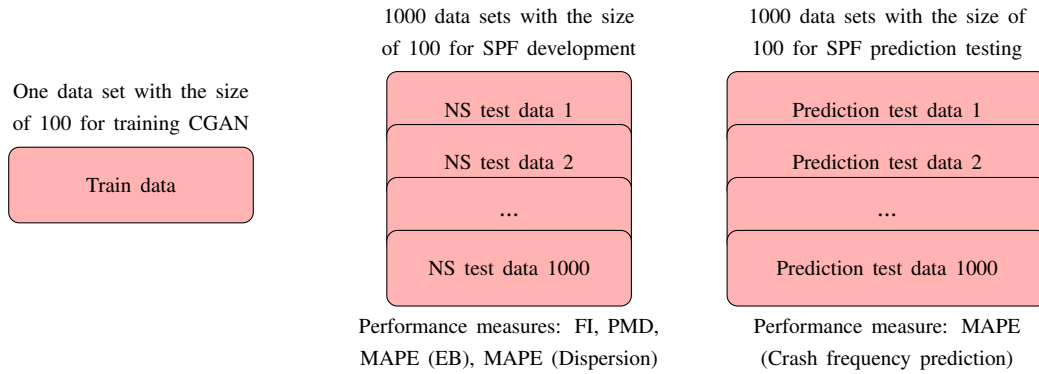 One data set with the size
of 100 for training CGAN
Train data
1000 data sets with the size
of 100 for SPF development
NS test data 1
NS test data 2
...
NS test data 1000
Performance measures: FI, PMD,
MAPE (EB), MAPE (Dispersion)
1000 data sets with the size of
100 for SPF prediction testing
Prediction test data 1
Prediction test data 2
...
Prediction test data 1000
Performance measure: MAPE
(Crash frequency prediction)